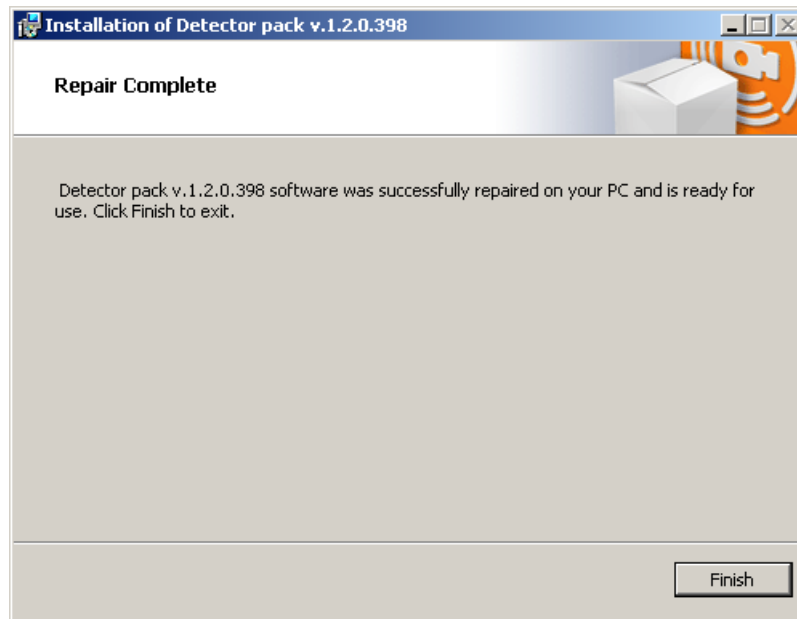 Installation of Detector pack v.1.2.0.398
Repair Complete
Detector pack v.1.2.0.398 software was successfully repaired on your PC and is ready for
use. Click Finish to exit.
Finish